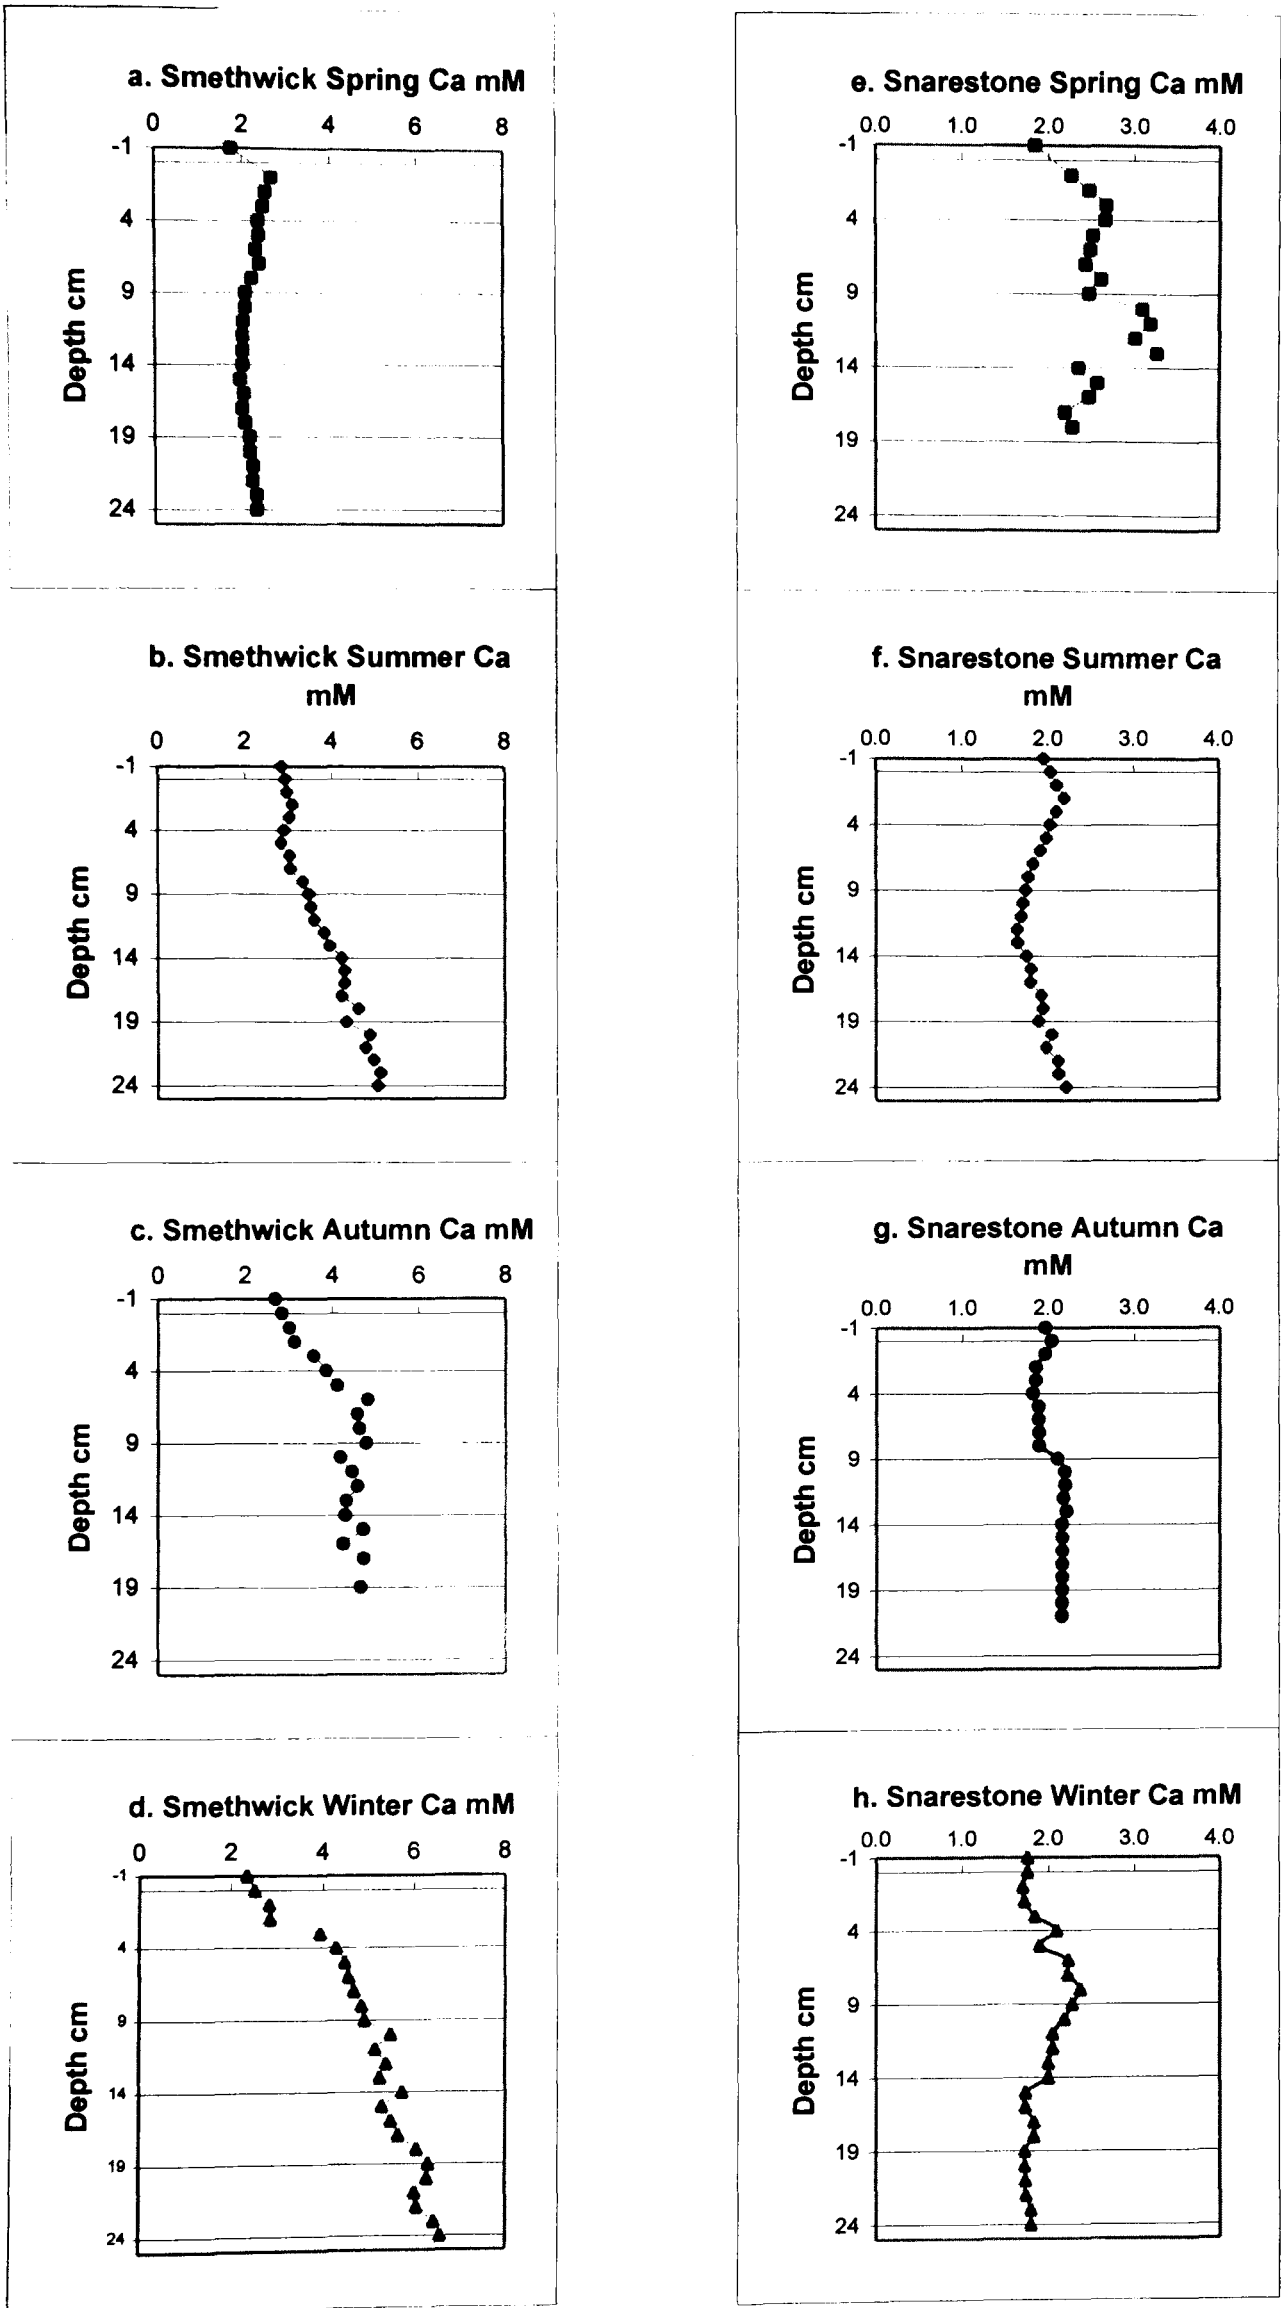 a. Smethwick Spring Ca mM
0 2 4 6 8
-1
4
9
14
19
24
Depth cm
b. Smethwick Summer Ca
mM
0 2 4 6 8
-1
4
9
14
19
24
Depth cm
c. Smethwick Autumn Ca mM
0 2 4 6 8
-1
4
9
14
19
24
Depth cm
d. Smethwick Winter Ca mM
0 2 4 6 8
-1
4
9
14
19
24
Depth cm
e. Snarestone Spring Ca mM
0.0 1.0 2.0 3.0 4.0
-1
4
9
14
19
24
Depth cm
f. Snarestone Summer Ca
mM
0.0 1.0 2.0 3.0 4.0
-1
4
9
14
19
24
Depth cm
g. Snarestone Autumn Ca
mM
0.0 1.0 2.0 3.0 4.0
-1
4
9
14
19
24
Depth cm
h. Snarestone Winter Ca mM
0.0 1.0 2.0 3.0 4.0
-1
4
9
14
19
24
Depth cm